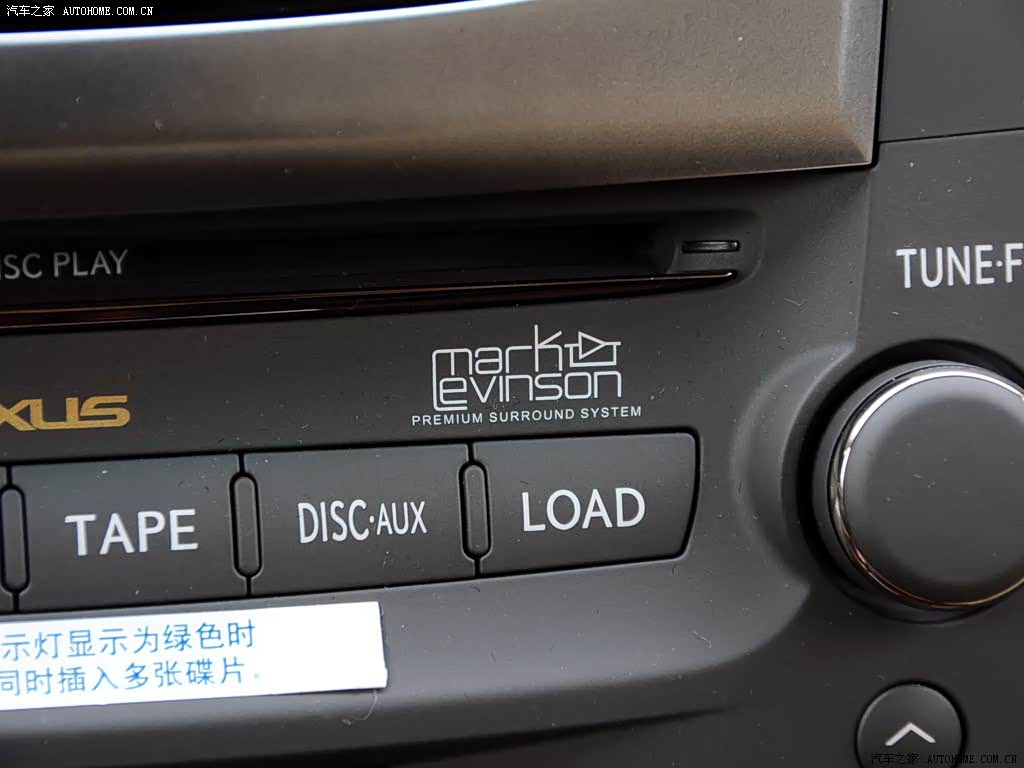 汽车之家 AUTOHOME.COM.CN
ISC PLAY
TUNE·F
mark
Levinson
PREMIUM SURROUND SYSTEM
XUS
TAPE
DISC·AUX
LOAD
示灯显示为绿色时
同时插入多张碟片。
汽车之家 AUTOHOME.COM.CN